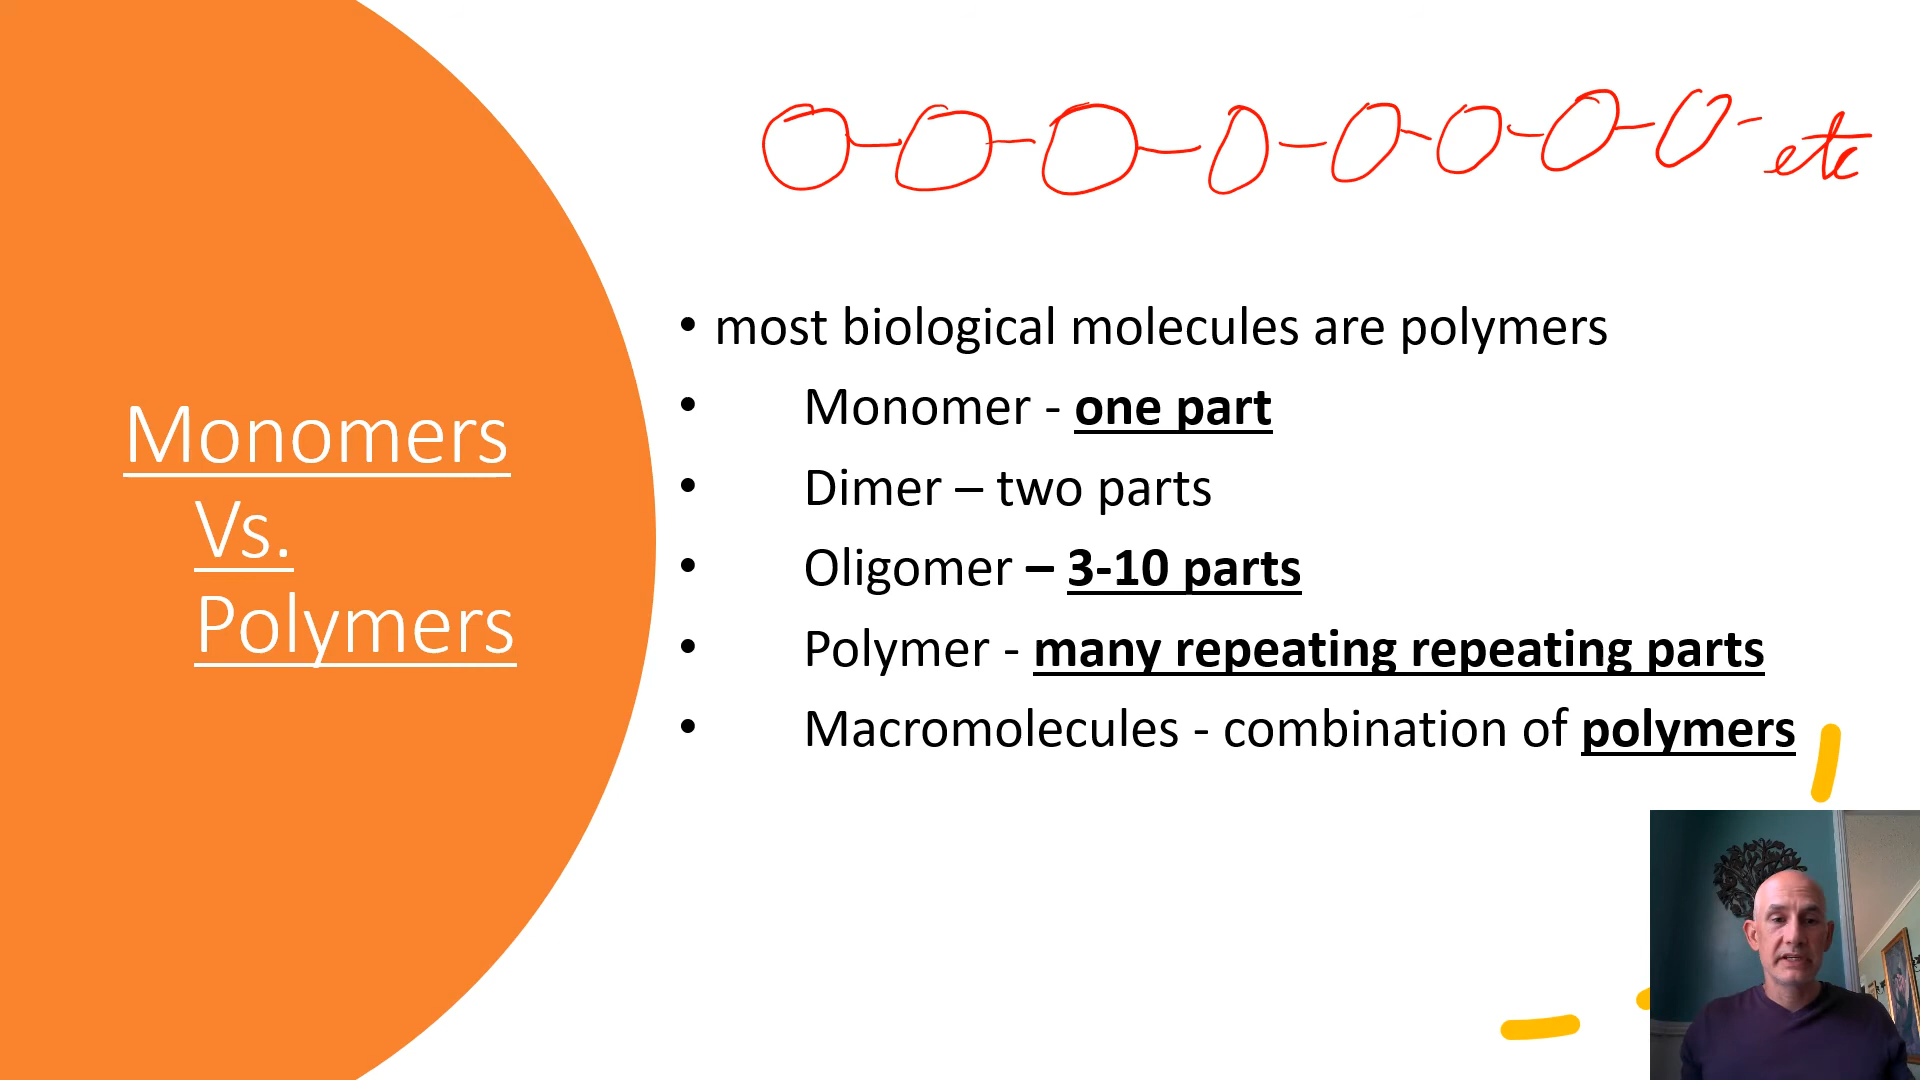 etc
Monomers
Vs.
Polymers
• most biological molecules are polymers
• Monomer - one part
• Dimer – two parts
• Oligomer – 3-10 parts
• Polymer - many repeating repeating parts
• Macromolecules - combination of polymers